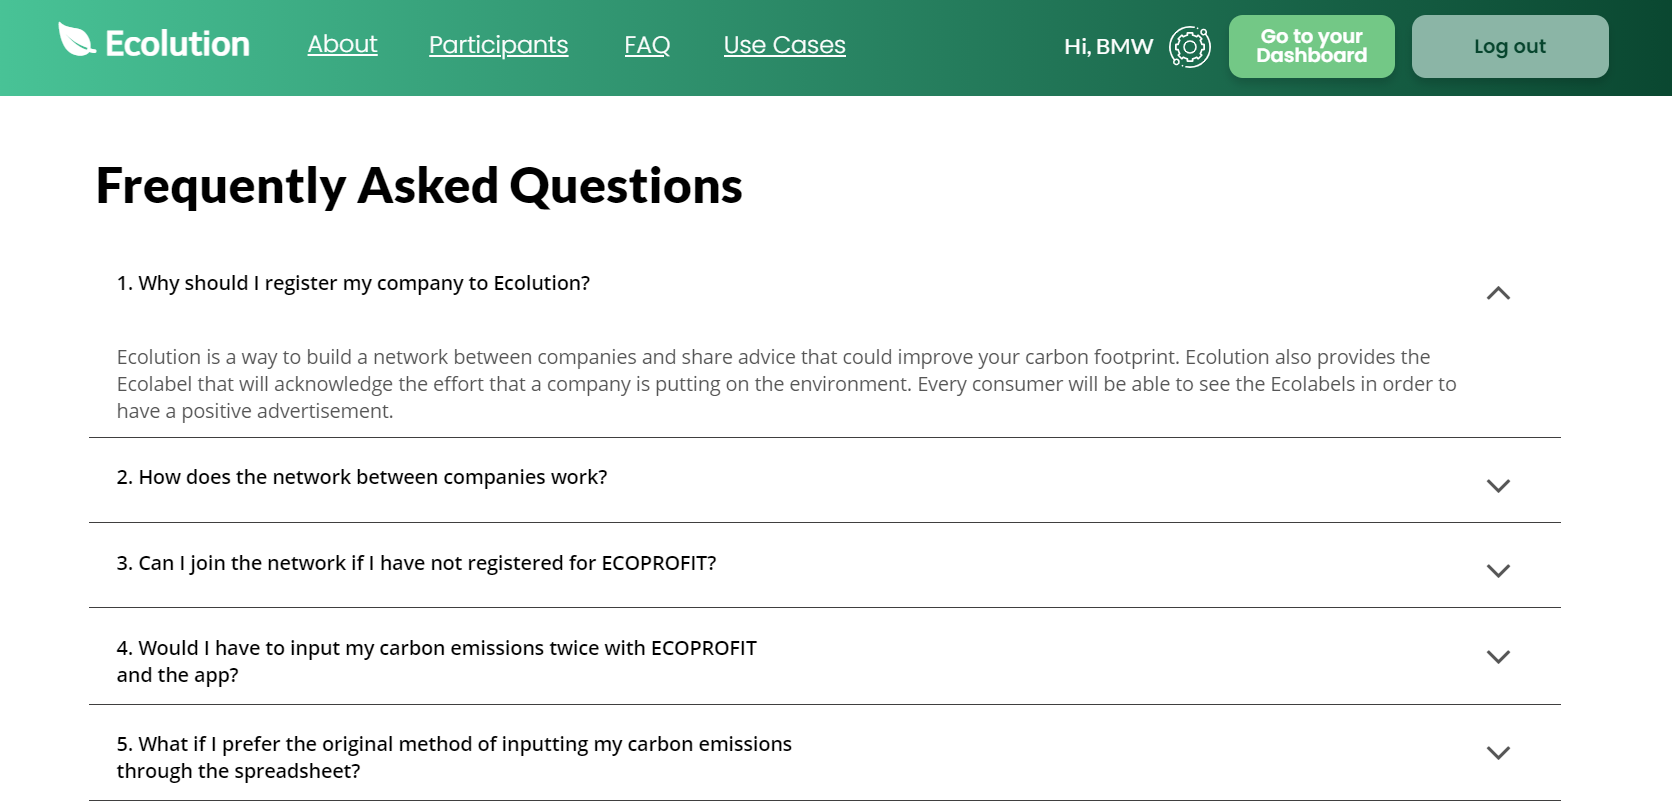 Ecolution About Participants FAQ Use Cases Hi, BMW Go to your Dashboard Log out
Frequently Asked Questions
1. Why should I register my company to Ecolution?
Ecolution is a way to build a network between companies and share advice that could improve your carbon footprint. Ecolution also provides the
Ecolabel that will acknowledge the effort that a company is putting on the environment. Every consumer will be able to see the Ecolabels in order to
have a positive advertisement.
2. How does the network between companies work?
3. Can I join the network if I have not registered for ECOPROFIT?
4. Would I have to input my carbon emissions twice with ECOPROFIT
and the app?
5. What if I prefer the original method of inputting my carbon emissions
through the spreadsheet?